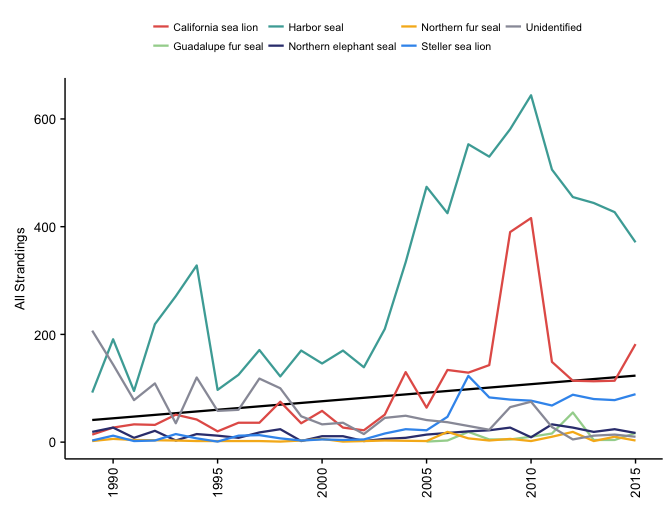 California sea lion Harbor seal Northern fur seal Unidentified
Guadalupe fur seal Northern elephant seal Steller sea lion
All Strandings
600
400
200
0
1990 1995 2000 2005 2010 2015